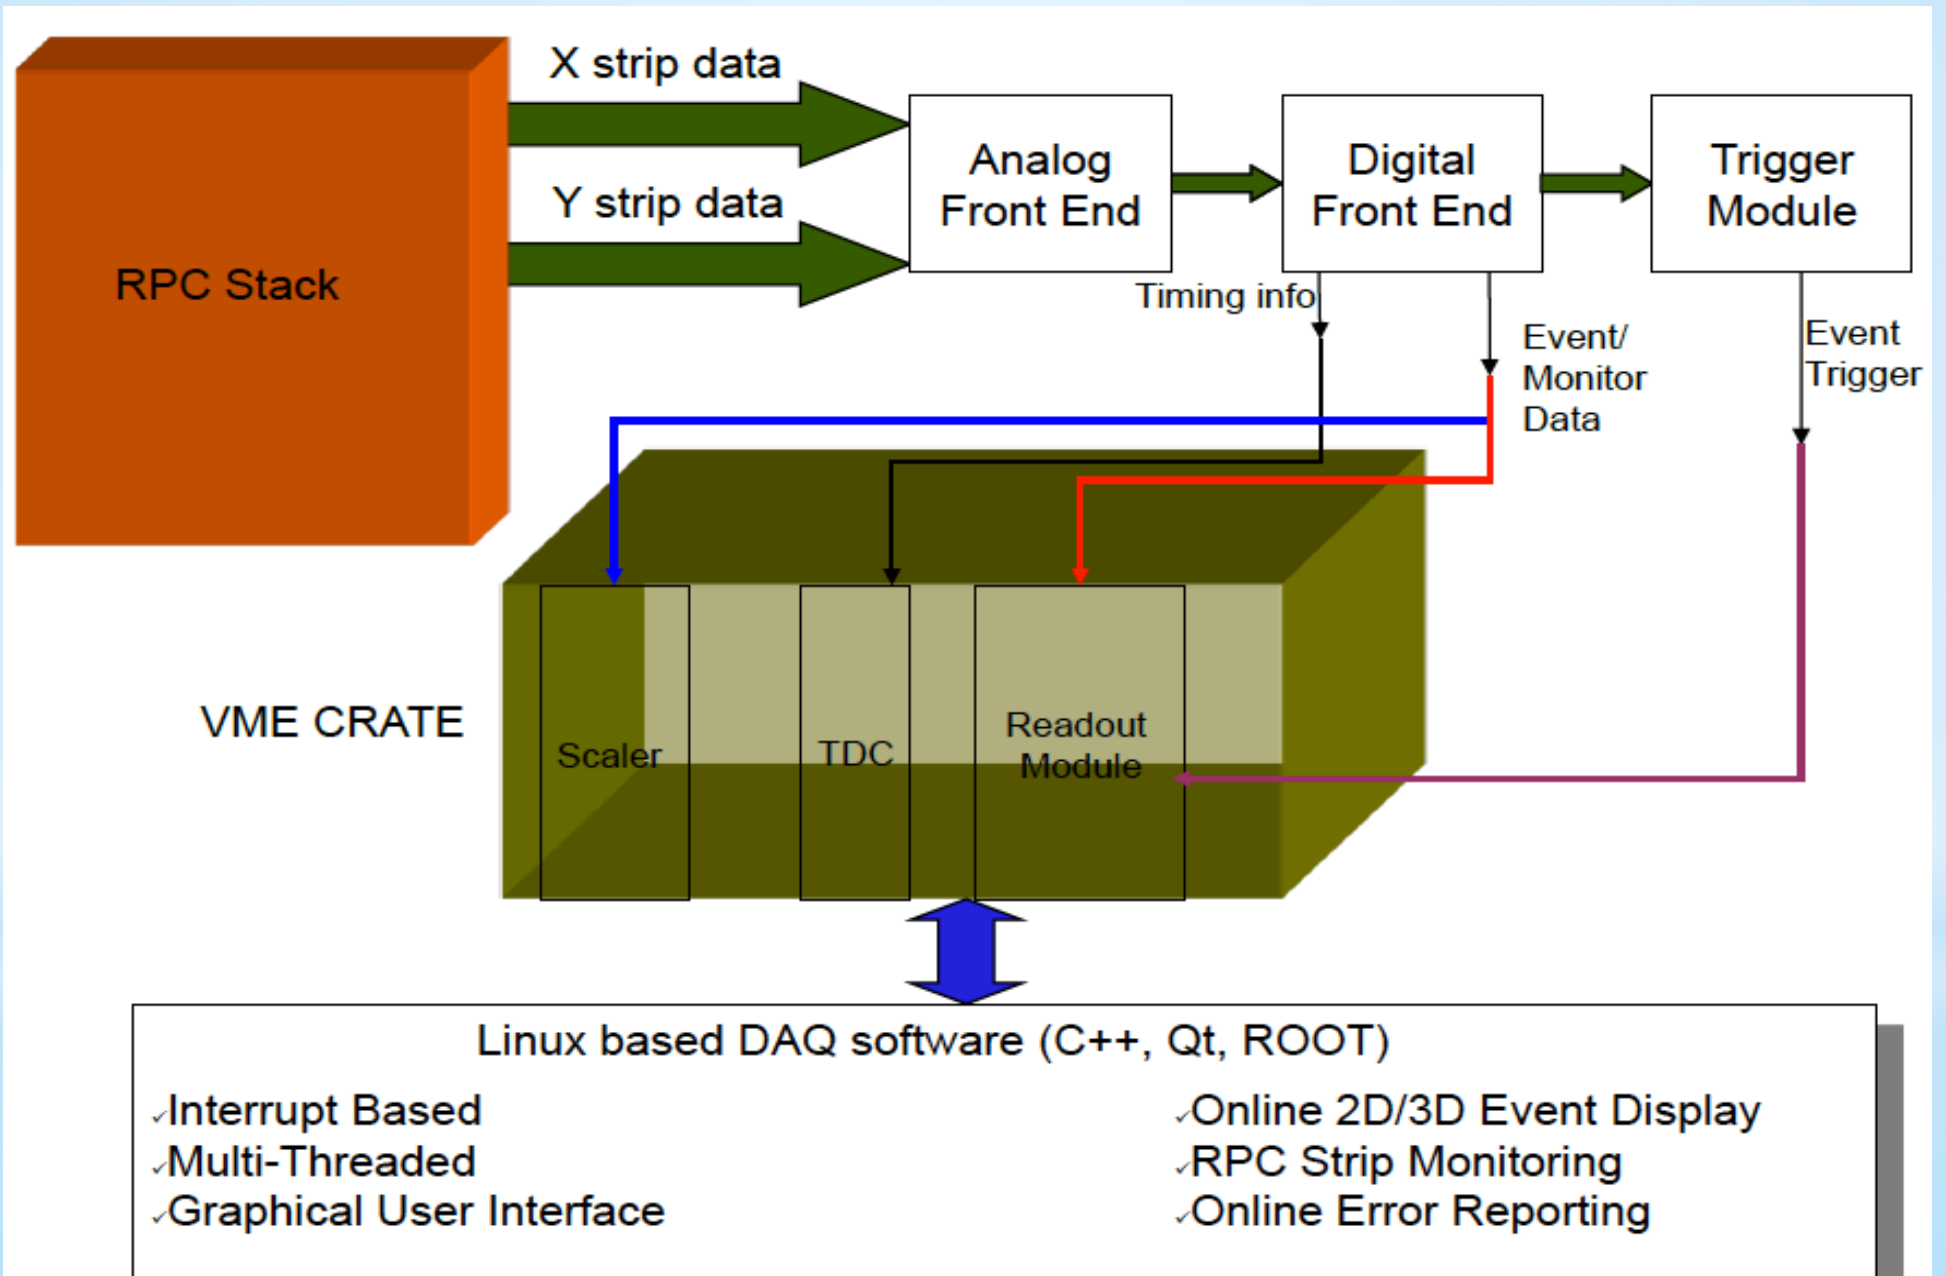 X strip data
Y strip data
RPC Stack
Analog
Front End
Digital
Front End
Trigger
Module
Timing info
Event/
Monitor
Data
Event
Trigger
VME CRATE
Scaler
TDC
Readout
Module
Linux based DAQ software (C++, Qt, ROOT)
✓Interrupt Based
✓Multi-Threaded
✓Graphical User Interface
✓Online 2D/3D Event Display
✓RPC Strip Monitoring
✓Online Error Reporting